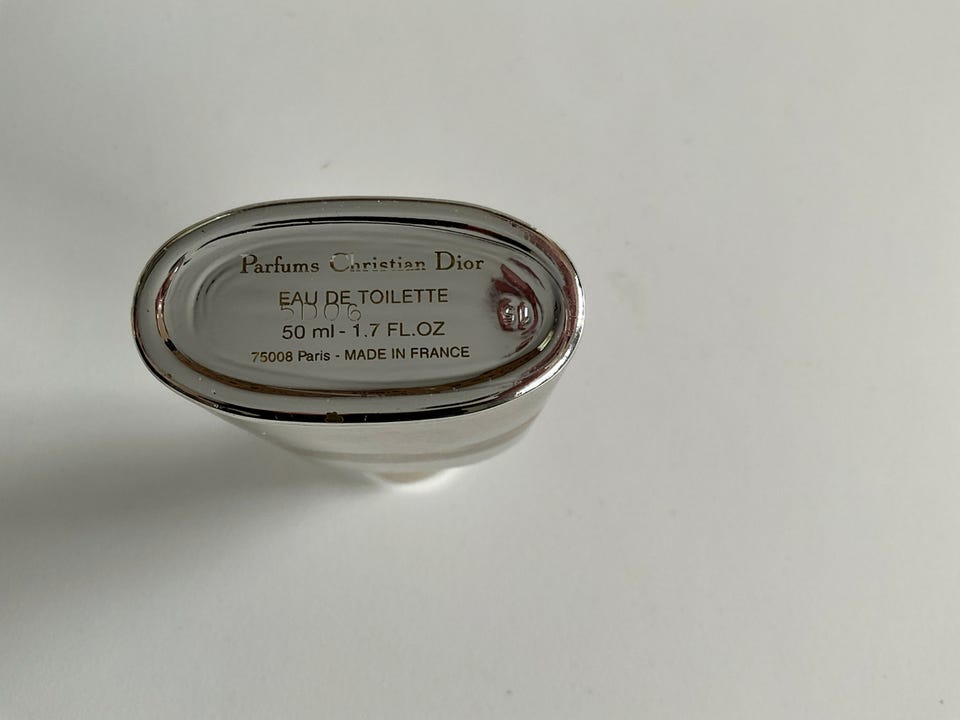 Parfums Christian Dior
EAU DE TOILETTE
5D06
50 ml - 1.7 FL.OZ
75008 Paris - MADE IN FRANCE